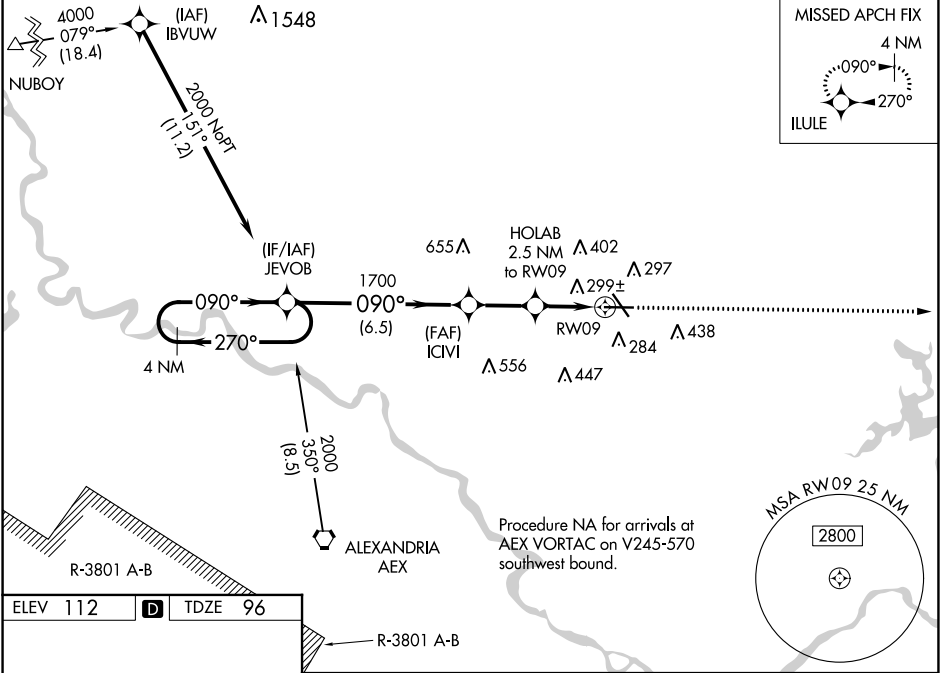 4000
079°
(18.4)
NUBOY
(IAF)
IBVUW
1548
2000 NoPT
151°
(11.2)
MISSED APCH FIX
4 NM
090°
270°
ILULE
(IF/IAF)
JEVOB
090°
270°
4 NM
1700
090°
(6.5)
655
(FAF)
ICIVI
HOLAB
2.5 NM
to RW09
402
299±
297
RW09
284
438
556
447
2000
350°
(8.5)
ALEXANDRIA
AEX
Procedure NA for arrivals at
AEX VORTAC on V245-570
southwest bound.
MSA RW09 25 NM
2800
R-3801 A-B
ELEV 112 D TDZE 96
R-3801 A-B